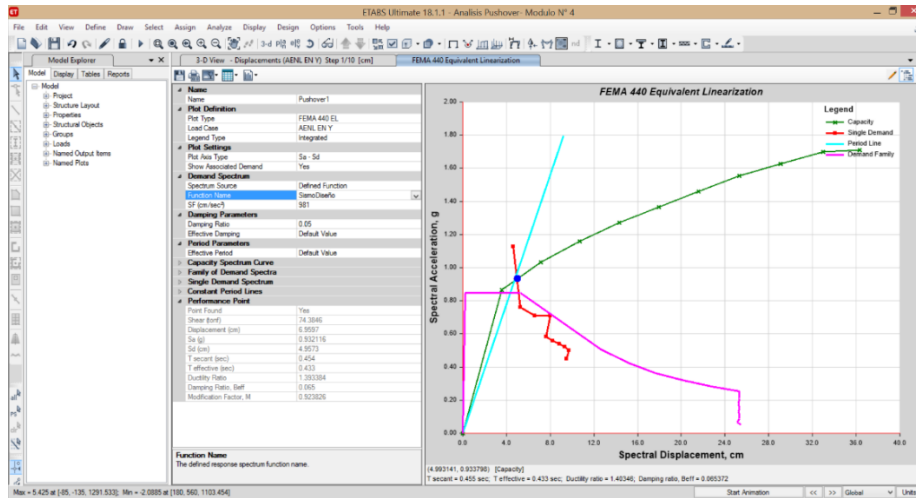 ETABS Ultimate 18.1.1 - Analisis Pushover- Modulo N° 4
File Edit View Define Draw Select Assign Analyze Display Design Options Tools Help
Model Explorer
3-D View - Displacements (AENL EN Y) Step 1/10 [cm]
FEMA 440 Equivalent Linearization
Model Display Tables Reports
Model
Project
Structure Layout
Properties
Structural Objects
Groups
Loads
Named Output Items
Named Plots
Name
Name Pushover1
Plot Definition
Plot Type FEMA 440 EL
Load Case AENL EN Y
Legend Type Integrated
Plot Settings
Plot Axis Type Sa - Sd
Show Associated Demand Yes
Demand Spectrum
Spectrum Source Defined Function
Function Name SismoDiseño
SF (cm/sec²) 981
Damping Parameters
Damping Ratio 0.05
Effective Damping Default Value
Period Parameters
Effective Period Default Value
Capacity Spectrum Curve
Family of Demand Spectra
Single Demand Spectrum
Constant Period Lines
Performance Point
Point Found Yes
Shear (tonf) 74.3846
Displacement (cm) 6.9597
Sa (g) 0.932116
Sd (cm) 4.9573
T secant (sec) 0.454
T effective (sec) 0.433
Ductility Ratio 1.393384
Damping Ratio, Beff 0.065
Modification Factor, M 0.923826
Function Name
The defined response spectrum function name.
FEMA 440 Equivalent Linearization
Legend
Capacity
Single Demand
Period Line
Demand Family
Spectral Acceleration, g
2.00
1.80
1.60
1.40
1.20
1.00
0.80
0.60
0.40
0.20
0.00
0.0 4.0 8.0 12.0 16.0 20.0 24.0 28.0 32.0 36.0 40.0
Spectral Displacement, cm
(4.993141, 0.933798) [Capacity]
T secant = 0.455 sec; T effective = 0.433 sec; Ductility ratio = 1.40346; Damping ratio, Beff = 0.065372
Max = 5.425 at [-85, -135, 1291.533]; Min = -2.0885 at [180, 560, 1103.454]
Start Animation << >> Global Units